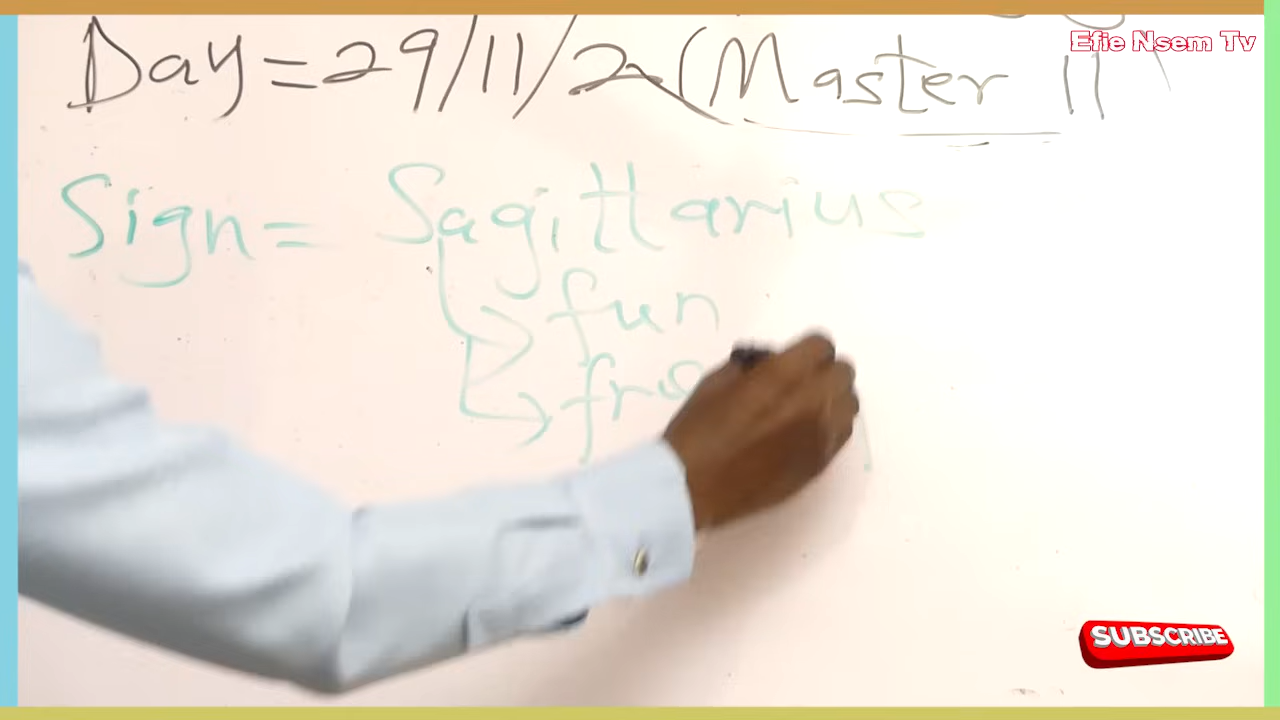 Day=29/11/2 (Master 11
Efie Nsem Tv
Sign= Sagittarius
fun
SUBSCRIBE